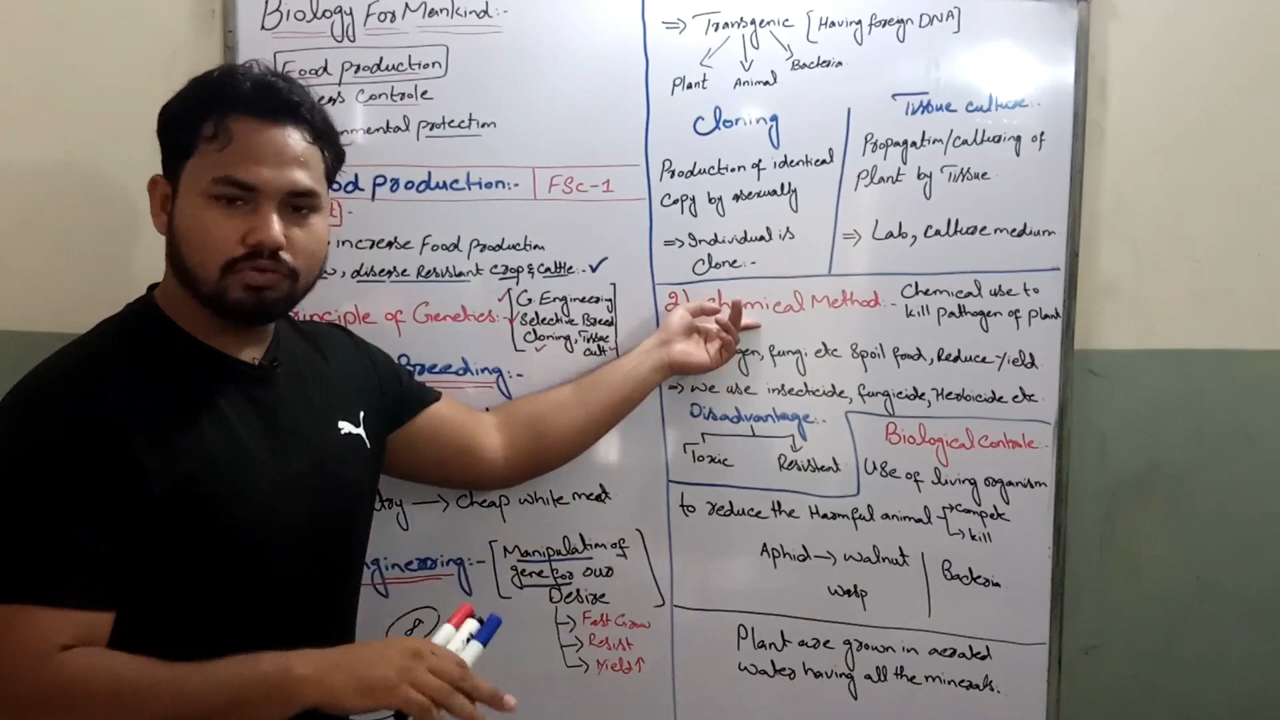 Biology For Mankind:-
Food production
Controle
protection
production:- FSc-1
increase Food production
disease Resistant crop & cattle:- ✓
principle of Genetics:-
G. Engineering
Selective Breed
Cloning, Tissue
Cult
Breeding:-
→ Cheap white meat
Manipulation of
gene for our
Desire
8
→ Fast Grow
→ Resist
→ Yield↑
⇒ Transgenic [Having foreign DNA]
Plant Animal Bacteria
Cloning
Production of identical
Copy by asexually
⇒ Individual is
Clone:-
Tissue culture:-
Propagation/culturing of
Plant by Tissue
⇒ Lab, culture medium
2) chemical Method:- Chemical use to
kill pathogen of plant
fungi etc spoil food, Reduce Yield
⇒ we use insecticide, fungicide, Herbicide etc.
Disadvantage:-
Toxic Resistent
Biological Controle:-
Use of living organism
to reduce the Harmful animal → Compete
→ kill
Aphid → walnut
wasp
Bacteria
Plant are grown in aerated
water having all the minerals.